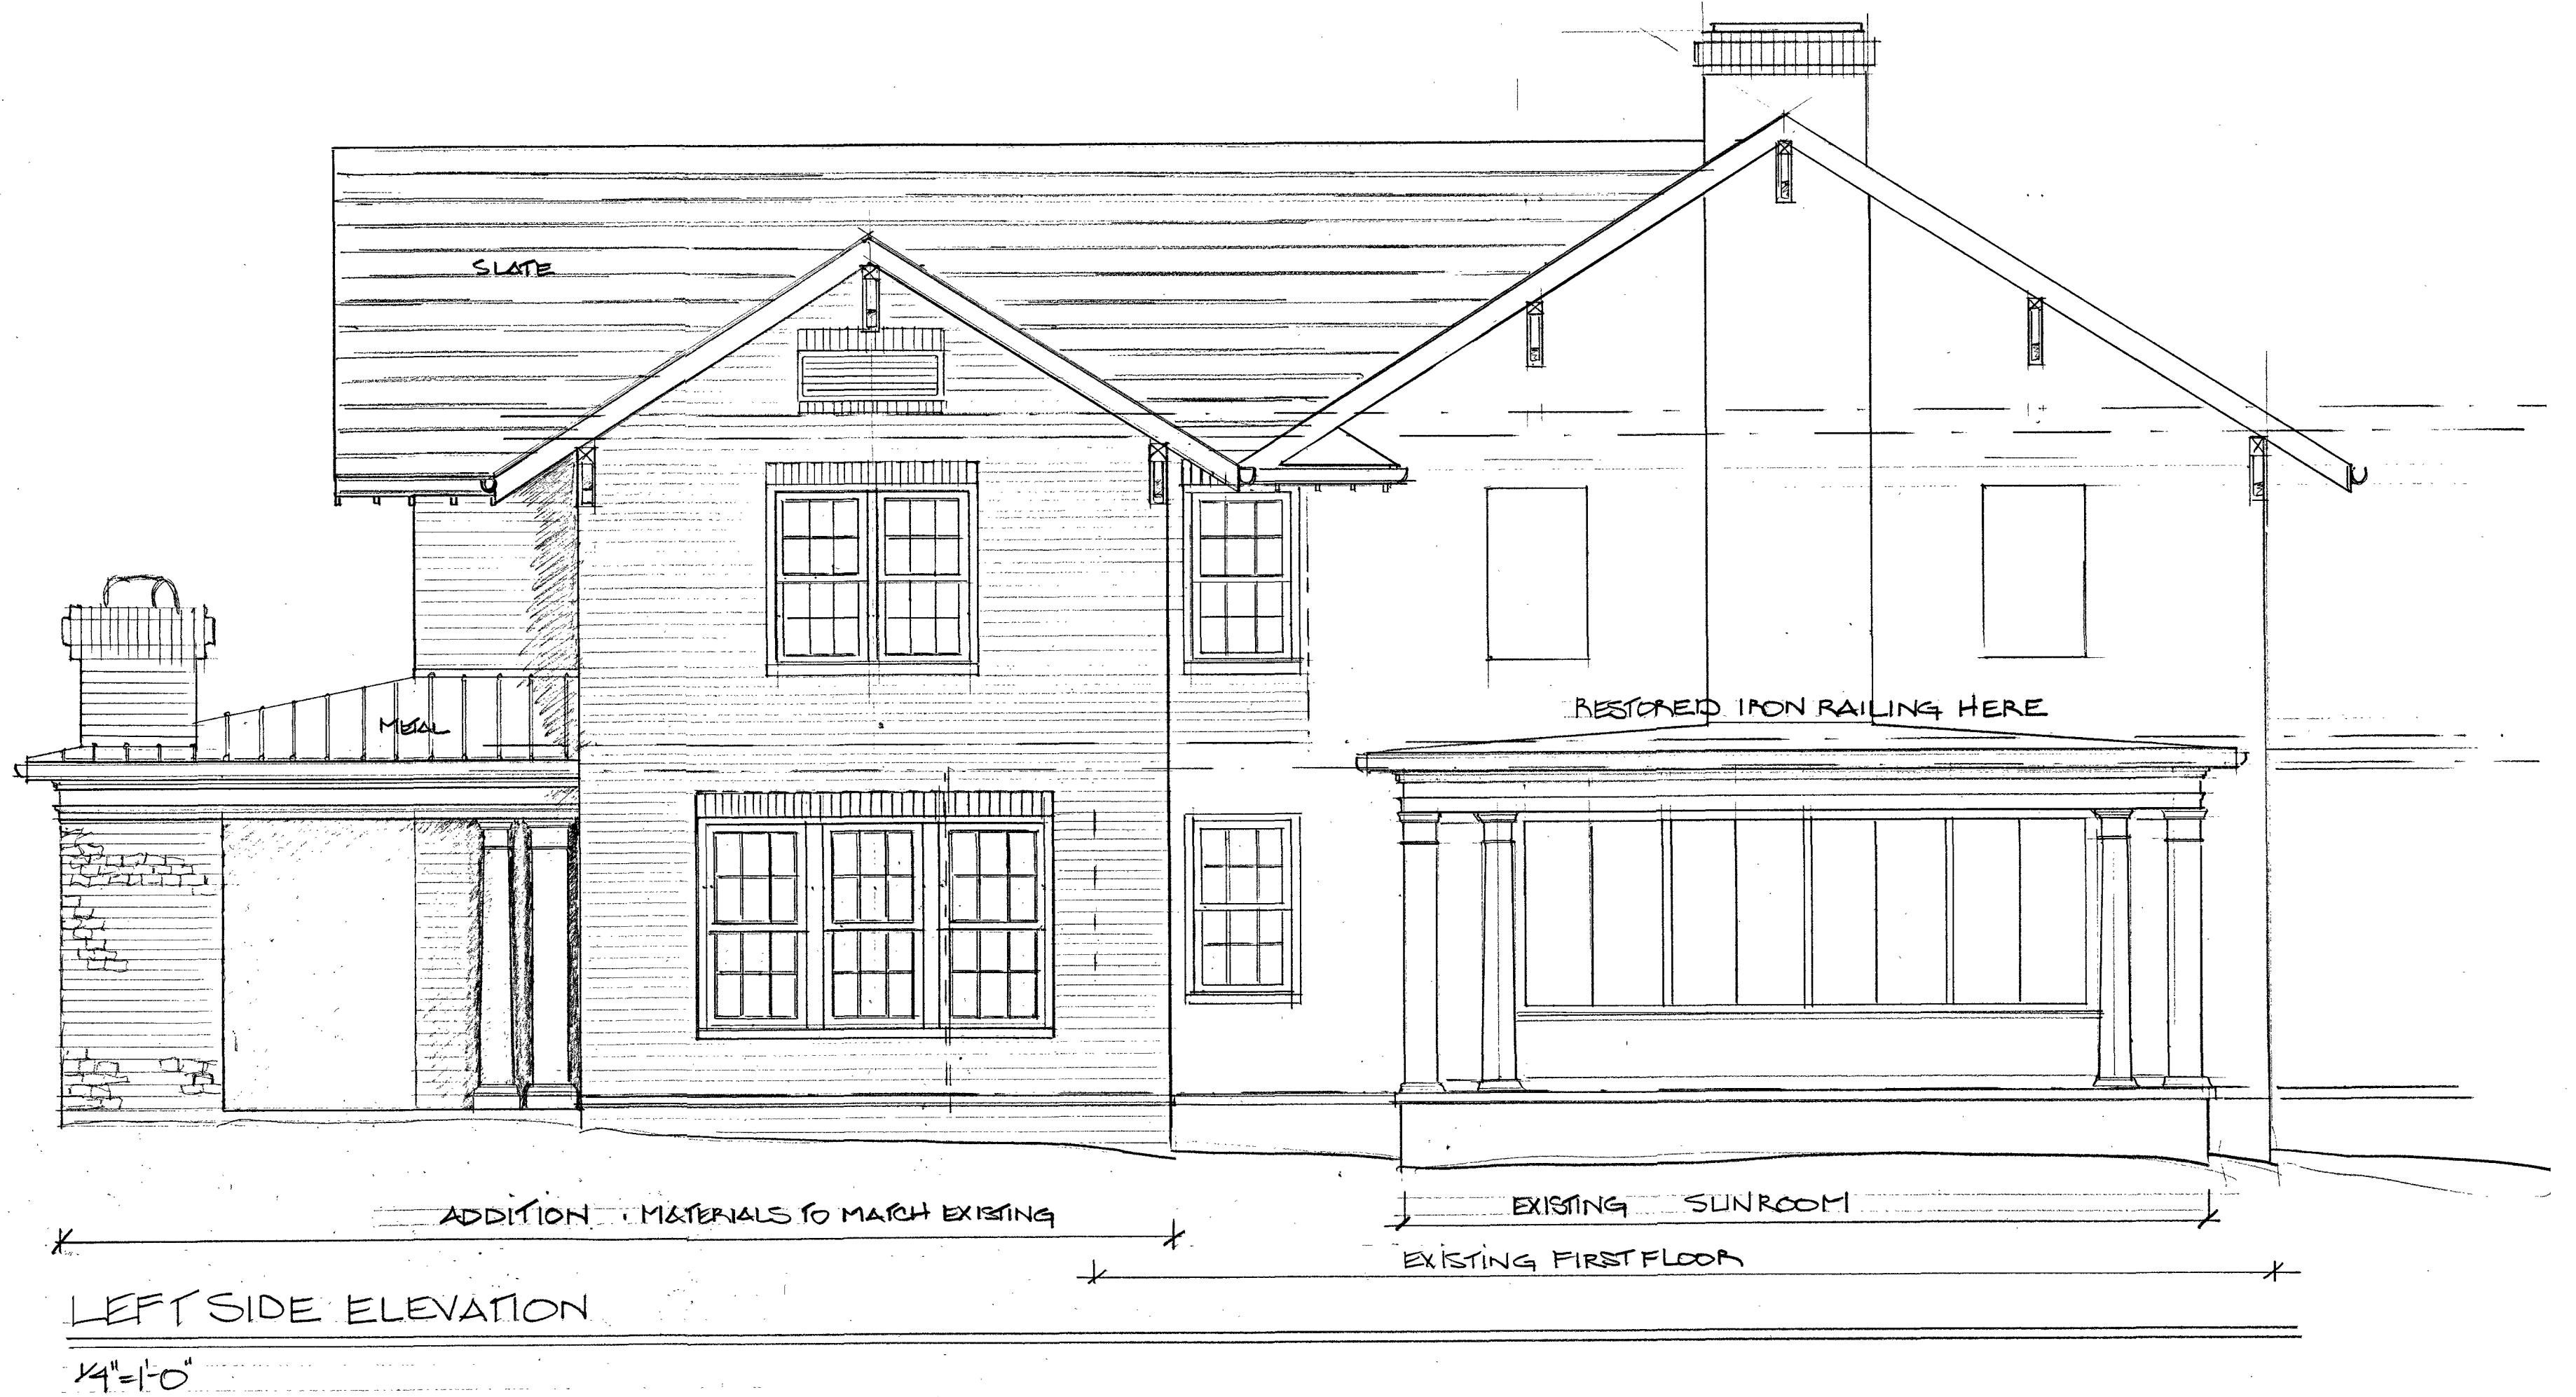 SLATE
RESTORED IRON RAILING HERE
METAL
ADDITION . MATERIALS TO MATCH EXISTING
EXISTING SUNROOM
EXISTING FIRST FLOOR
LEFT SIDE ELEVATION
1/4"=1'-0"